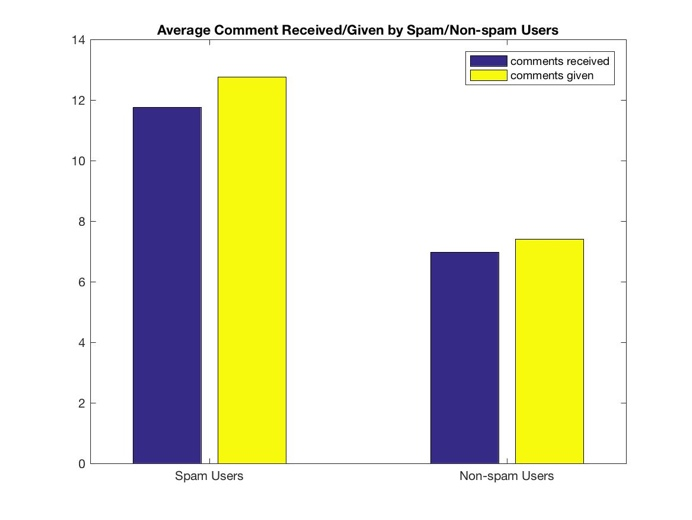 Average Comment Received/Given by Spam/Non-spam Users
14
12
10
8
6
4
2
0
comments received
comments given
Spam Users
Non-spam Users